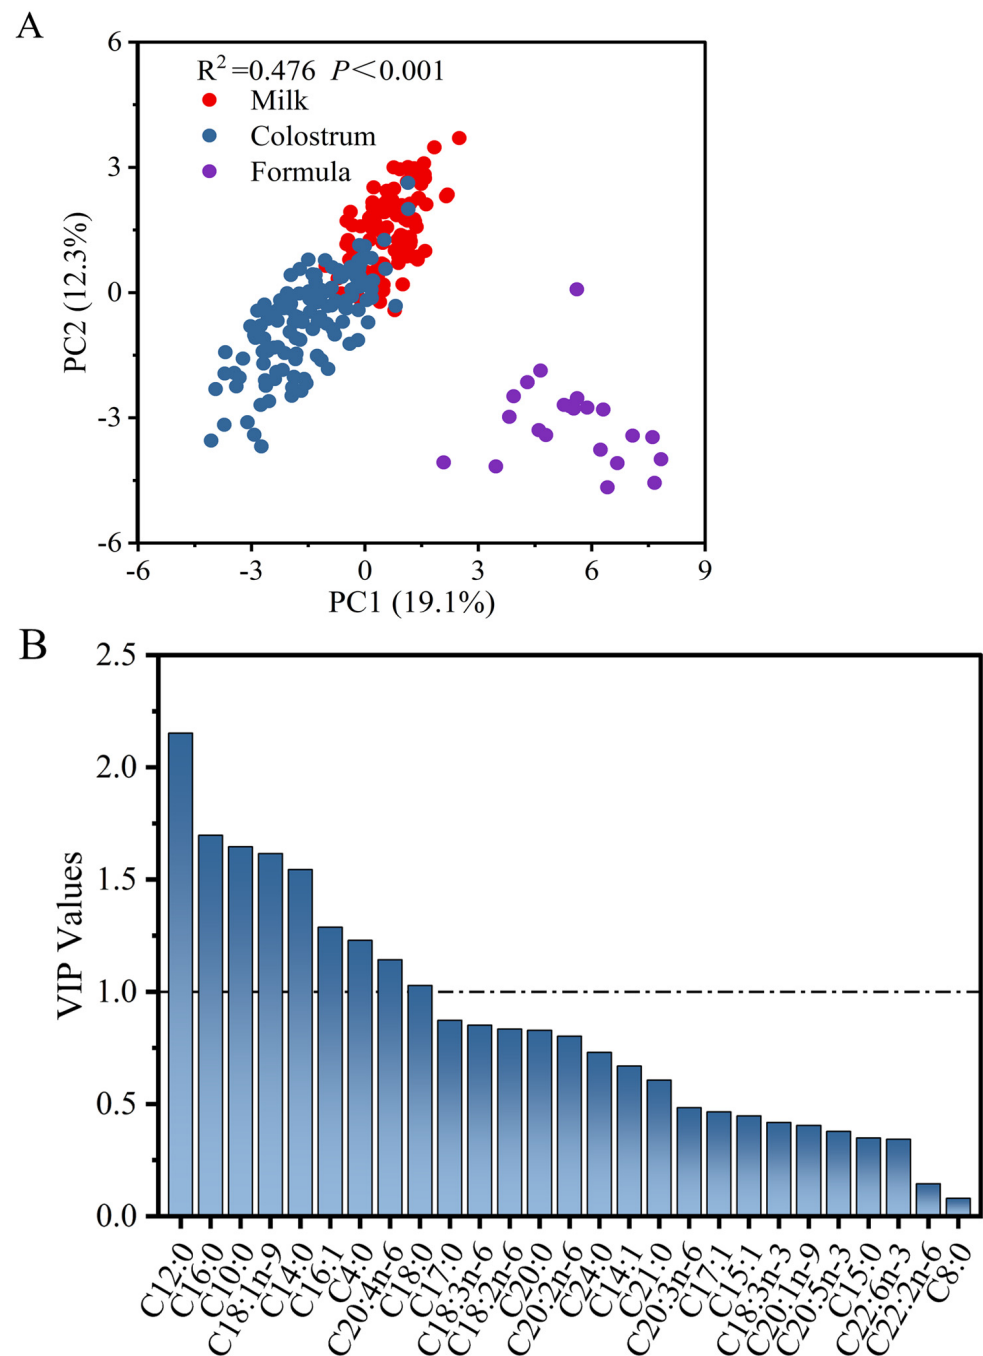 A
R2=0.476 P<0.001
Milk
Colostrum
Formula
6
3
0
-3
-6
PC2 (12.3%)
-6 -3 0 3 6 9
PC1 (19.1%)
B
2.5
2.0
1.5
1.0
0.5
0.0
VIP Values
C12:0
C16:0
C10:0
C18:1n-9
C14:0
C16:1
C4:0
C20:4n-6
C18:0
C17:0
C18:3n-6
C18:2n-6
C20:0
C20:2n-6
C24:0
C14:1
C21:0
C20:3n-6
C17:1
C15:1
C18:3n-3
C20:1n-9
C20:5n-3
C15:0
C22:6n-3
C22:2n-6
C8:0